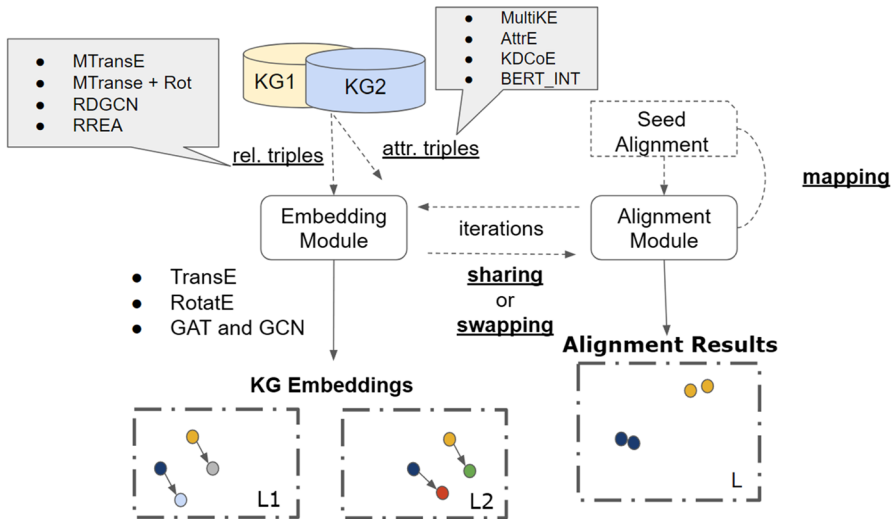 ● MTransE
● MTranse + Rot
● RDGCN
● RREA
KG1
KG2
● MultiKE
● AttrE
● KDCoE
● BERT_INT
rel. triples
attr. triples
Seed
Alignment
mapping
Embedding
Module
iterations
Alignment
Module
sharing
or
swapping
● TransE
● RotatE
● GAT and GCN
KG Embeddings
Alignment Results
L1
L2
L